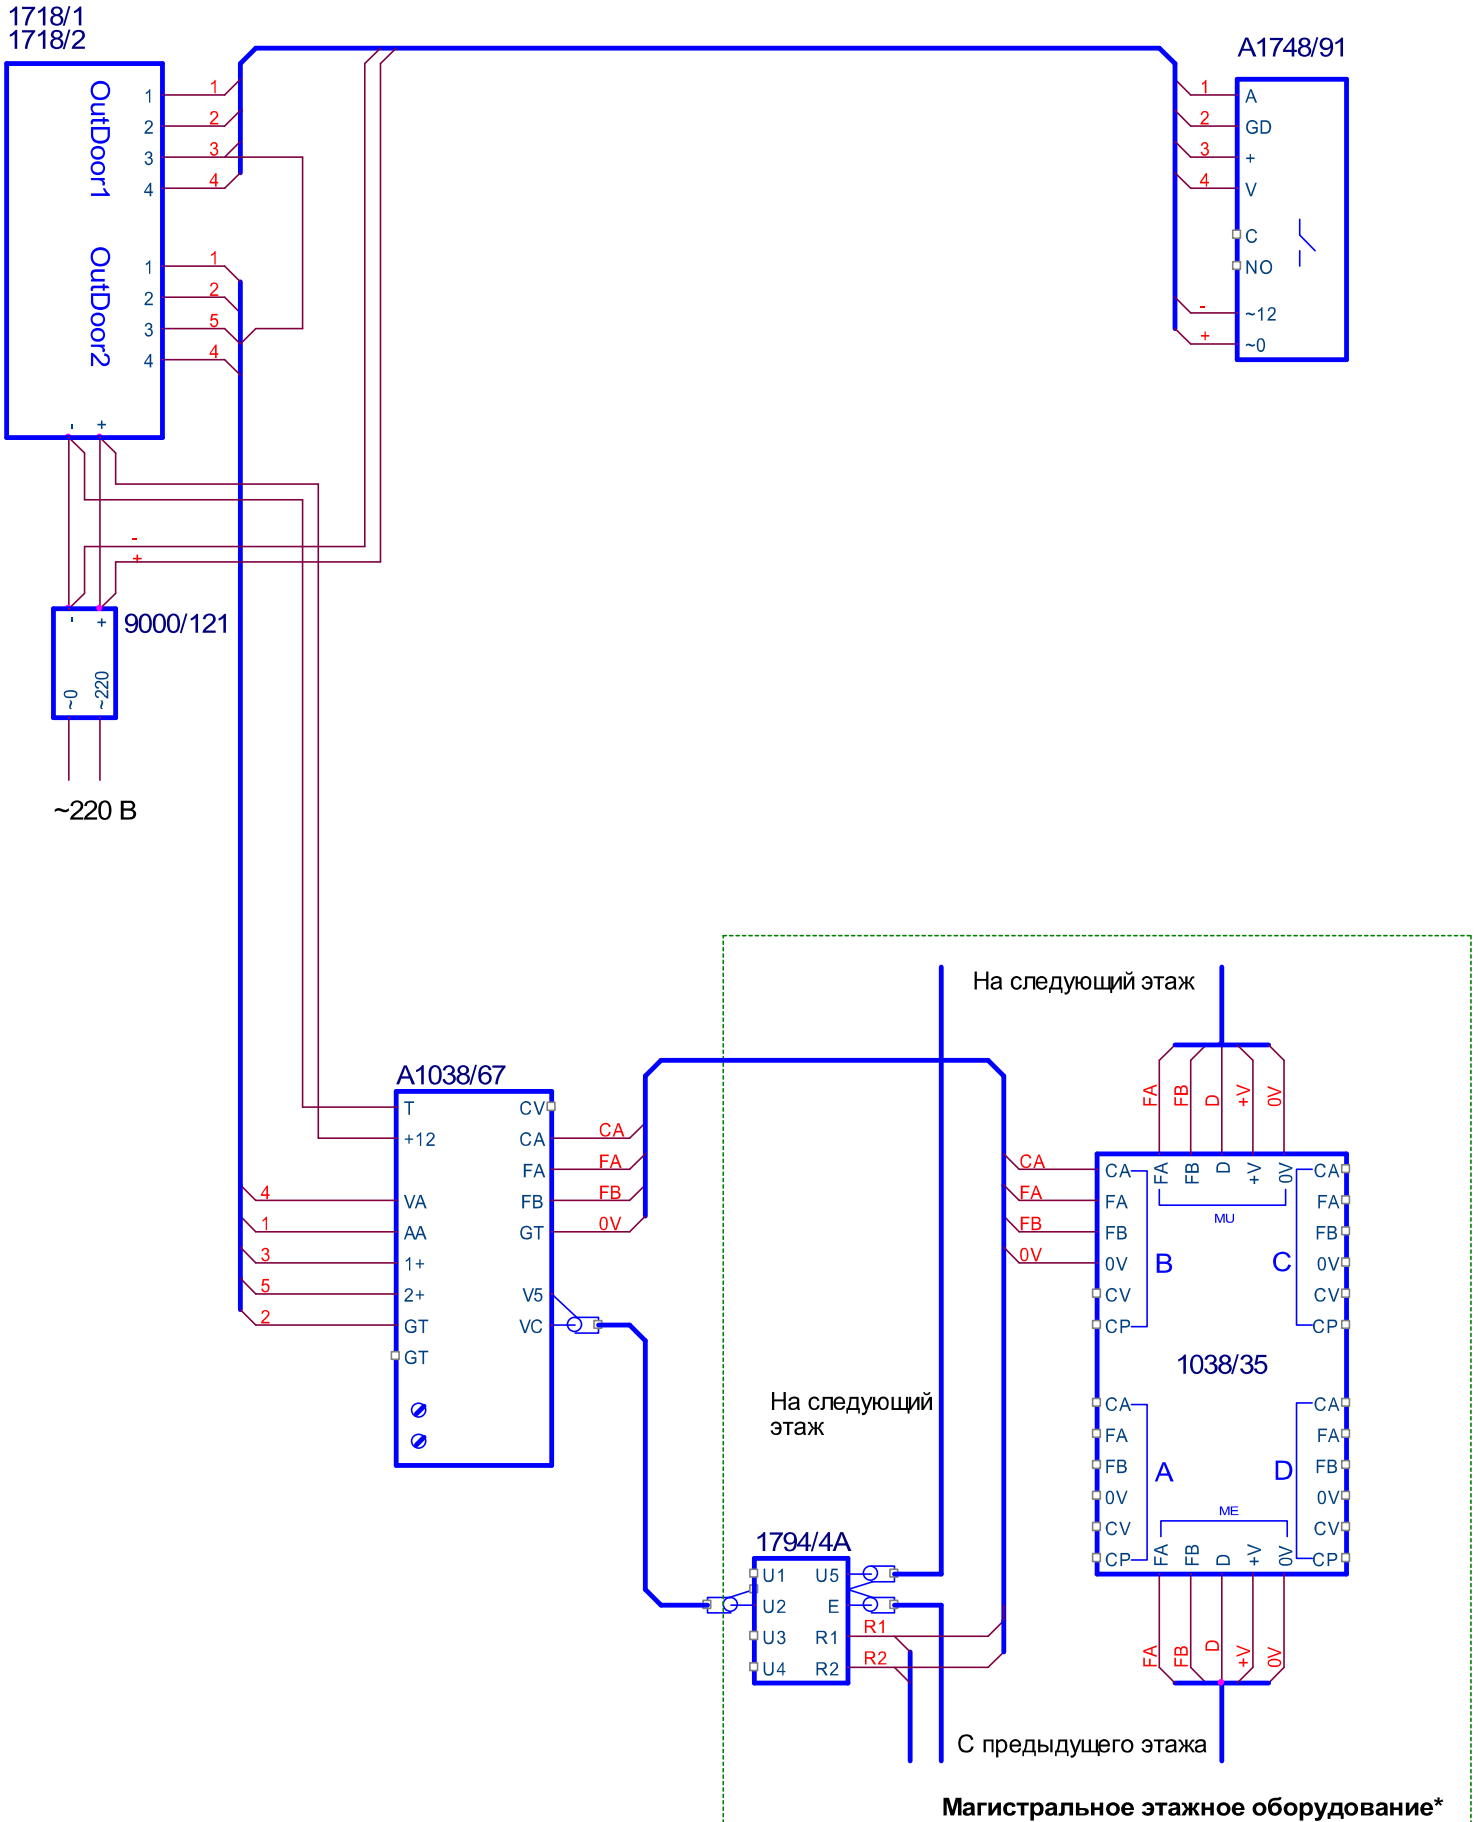 1718/1
1718/2
A1748/91
OutDoor1
1 1
2 2
3 3
4 4
OutDoor2
1 1
2 2
3 5
4 4
- +
1 A
2 GD
3 +
4 V
C
NO
- ~12
+ ~0
-
+
9000/121
- +
~0 ~220
~220 В
На следующий этаж
A1038/67
T
+12
4 VA
1 AA
3 1+
5 2+
2 GT
GT
CV
CA CA
FA FA
FB FB
GT 0V
V5
VC
FA FB D +V 0V
CA CA
FA FA
FB FB
0V 0V
CV
CP
B
FA FB D +V 0V
MU
C
CA
FA
FB
0V
CV
CP
1038/35
CA
FA
FB
0V
CV
CP
A
D
CA
FA
FB
0V
CV
CP
ME
FA FB D +V 0V
FA FB D +V 0V
На следующий
этаж
1794/4A
U1 U5
U2 E
U3 R1 R1
U4 R2 R2
С предыдущего этажа
Магистральное этажное оборудование*